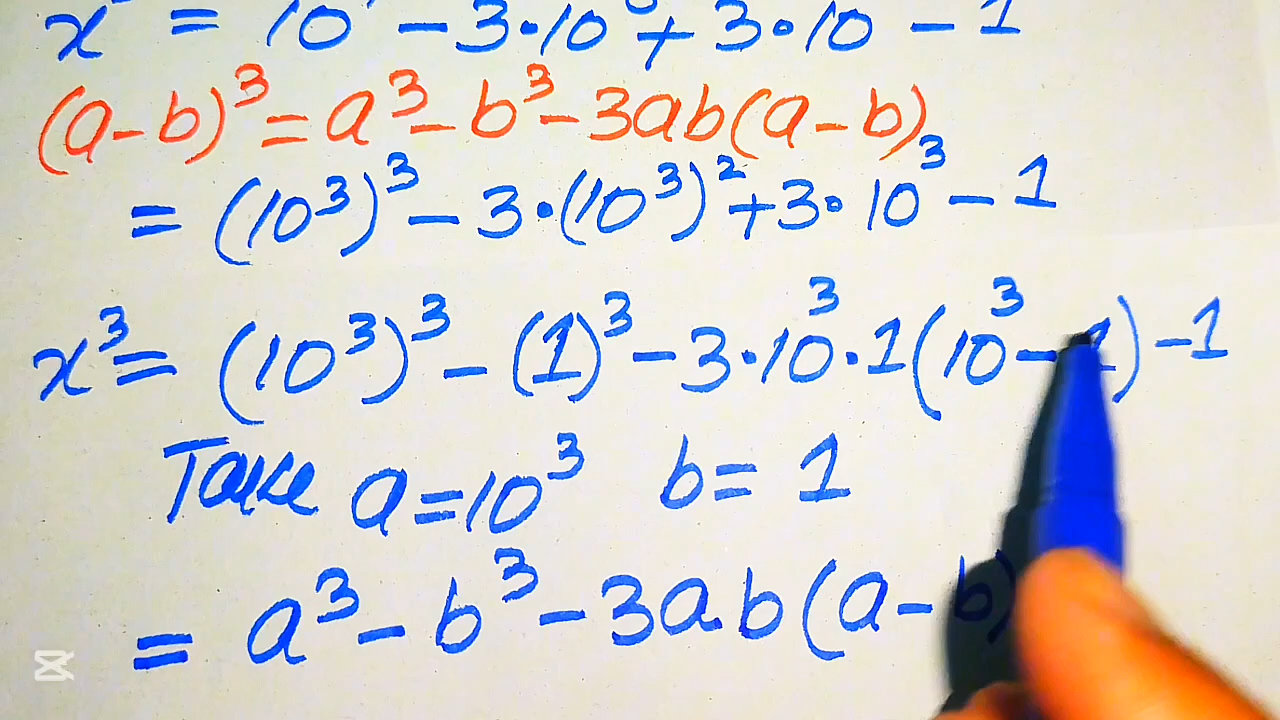 x = 10 - 3·10 + 3·10 - 1
(a-b)³ = a³ - b³ - 3ab(a-b)
= (10³)³ - 3·(10³)² + 3·10³ - 1
x³ = (10³)³ - (1)³ - 3·10³·1(10³-1) - 1
Take a = 10³ b = 1
= a³ - b³ - 3ab(a-b)